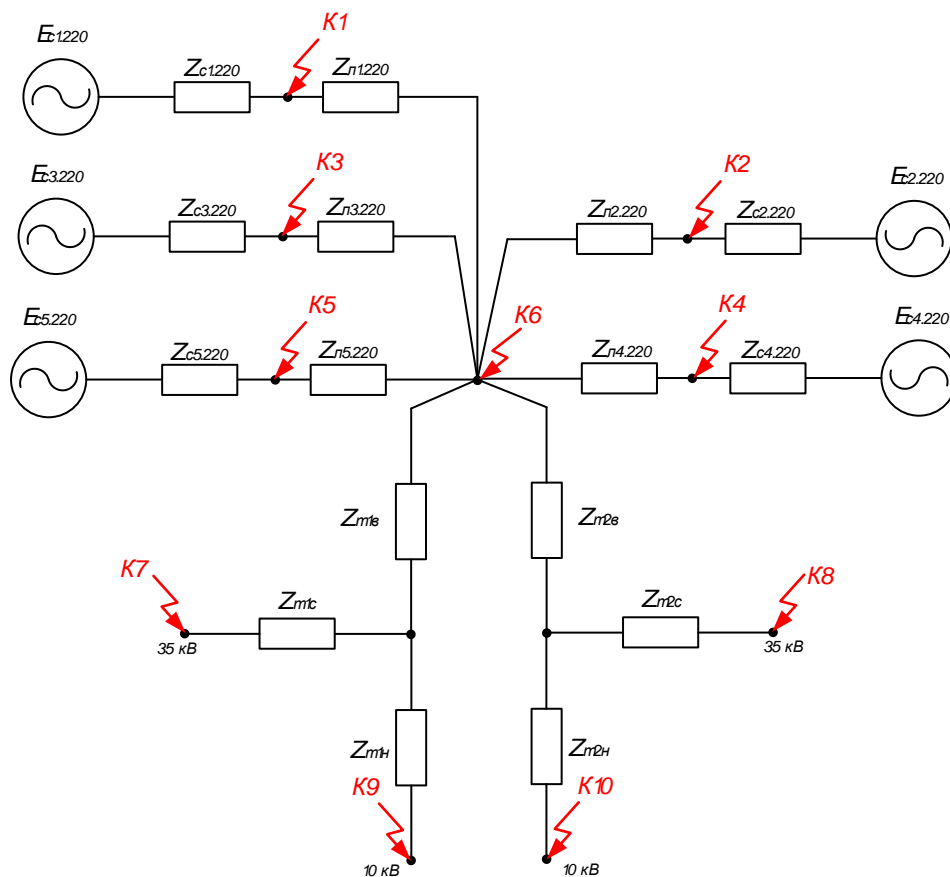 Ec1.220
K1
Zc1.220
Zл1.220
Ec3.220
K3
Zc3.220
Zл3.220
K2
Ec2.220
Zл2.220
Zc2.220
Ec5.220
K5
Zc5.220
Zл5.220
K6
K4
Ec4.220
Zл4.220
Zc4.220
Zт1в
Zт2в
K7
Zт1с
35 кВ
Zт2с
K8
35 кВ
Zт1н
Zт2н
K9
10 кВ
K10
10 кВ